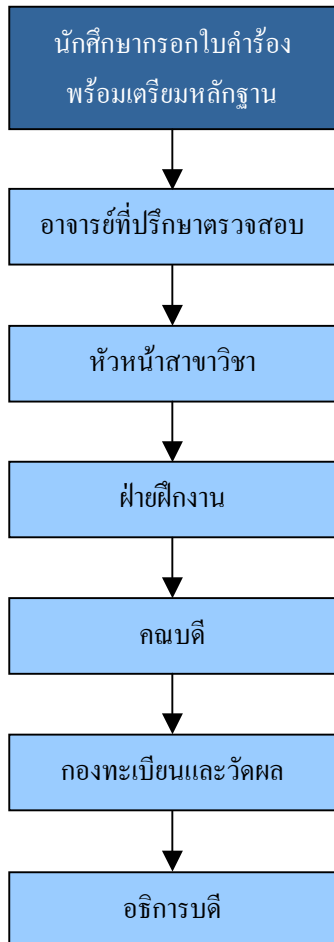 นักศึกษากรอกใบคำร้อง
พร้อมเตรียมหลักฐาน
อาจารย์ที่ปรึกษาตรวจสอบ
หัวหน้าสาขาวิชา
ฝ่ายฝึกงาน
คณบดี
กองทะเบียนและวัดผล
อธิการบดี